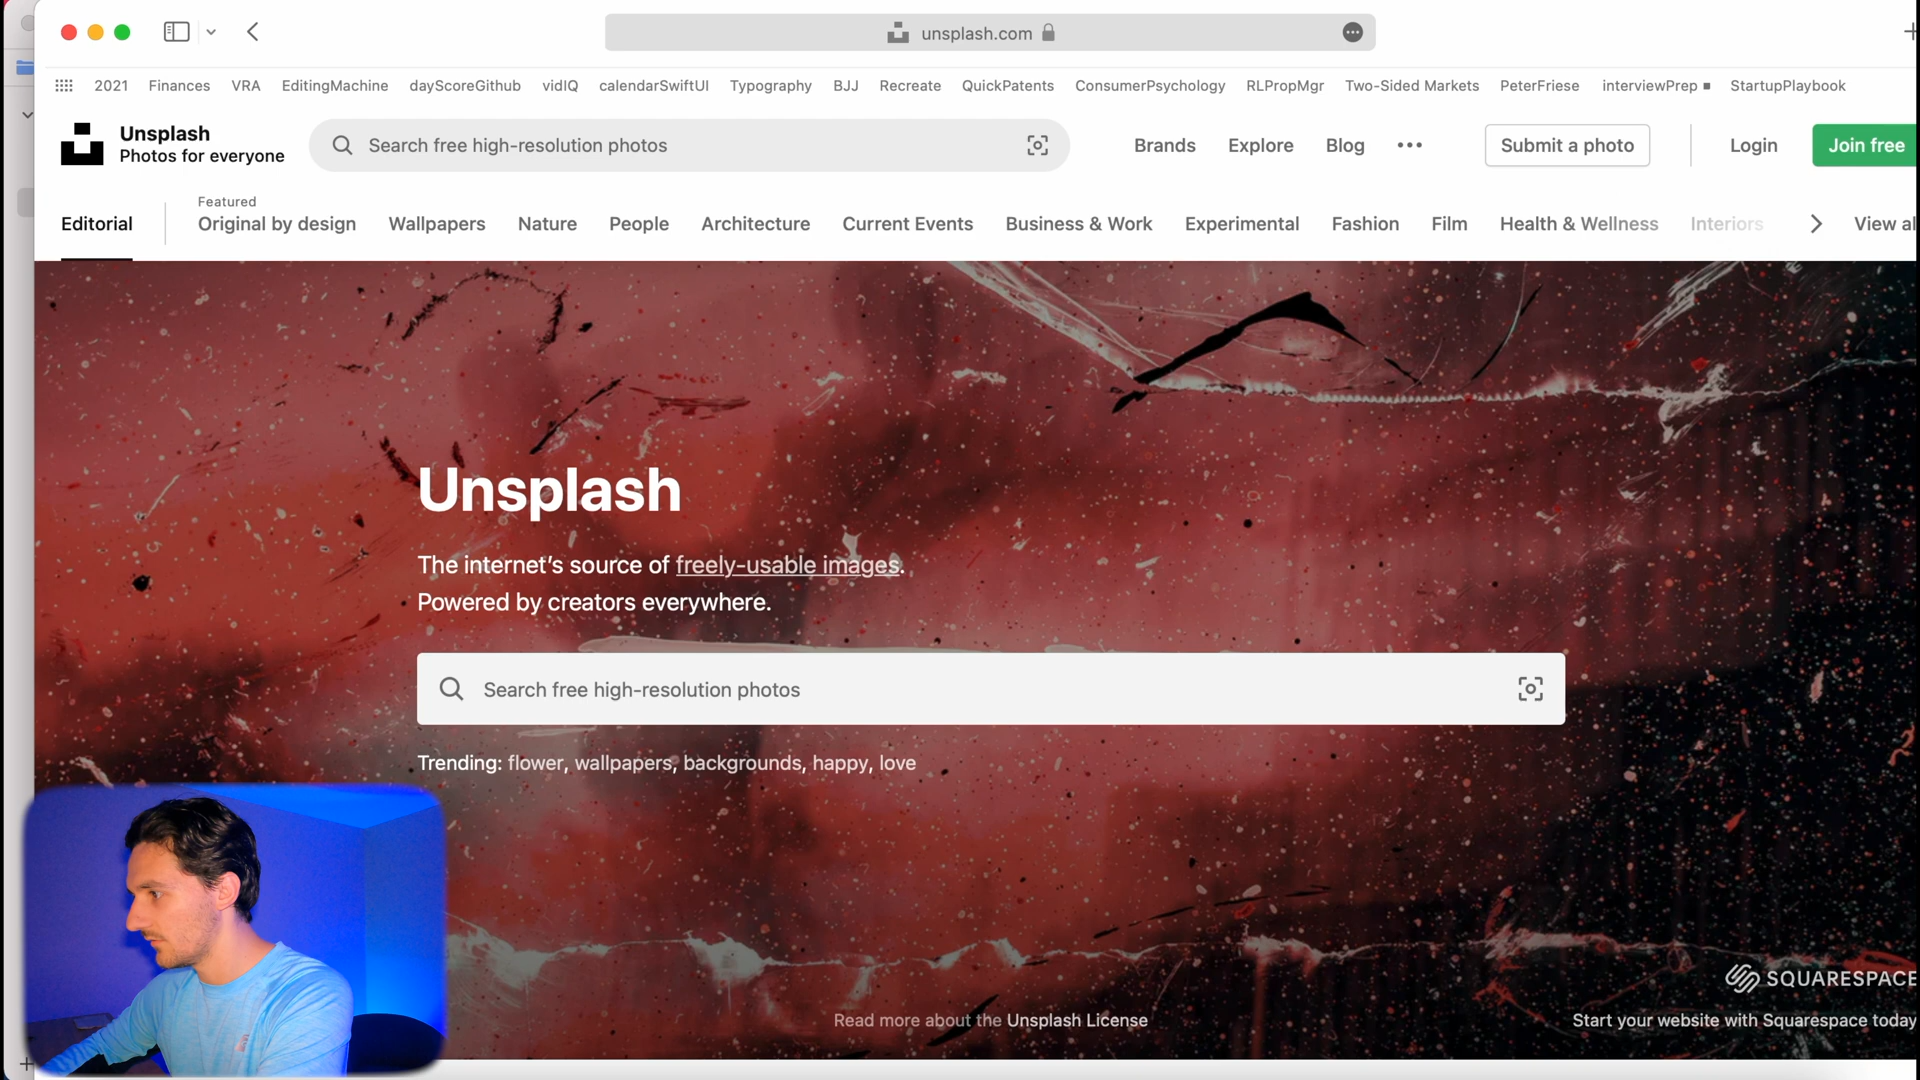 unsplash.com
2021 Finances VRA EditingMachine dayScoreGithub vidIQ calendarSwiftUI Typography BJJ Recreate QuickPatents ConsumerPsychology RLPropMgr Two-Sided Markets PeterFriese interviewPrep StartupPlaybook
Unsplash
Photos for everyone
Search free high-resolution photos
Brands Explore Blog ••• Submit a photo Login Join free
Featured
Editorial Original by design Wallpapers Nature People Architecture Current Events Business & Work Experimental Fashion Film Health & Wellness Interiors View al
Unsplash
The internet’s source of freely-usable images.
Powered by creators everywhere.
Search free high-resolution photos
Trending: flower, wallpapers, backgrounds, happy, love
SQUARESPACE
Read more about the Unsplash License
Start your website with Squarespace today